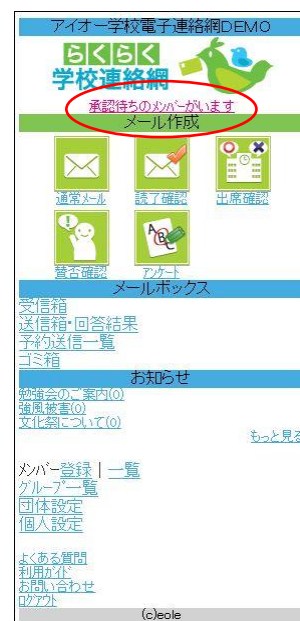 アイオー学校電子連絡網DEMO
らくらく
学校連絡網
承認待ちのﾒﾝﾊﾞｰがいます
メール作成
通常ﾒｰﾙ 読了確認 出席確認
賛否確認 ｱﾝｹｰﾄ
メールボックス
受信箱
送信箱･回答結果
予約送信一覧
ゴミ箱
お知らせ
勉強会のご案内(0)
強風被害(0)
文化祭について(0)
もっと見る
ﾒﾝﾊﾞｰ登録 | 一覧
ｸﾞﾙｰﾌﾟ一覧
団体設定
個人設定
よくある質問
利用ｶﾞｲﾄﾞ
お問い合わせ
ﾛｸﾞｱｳﾄ
(c)eole